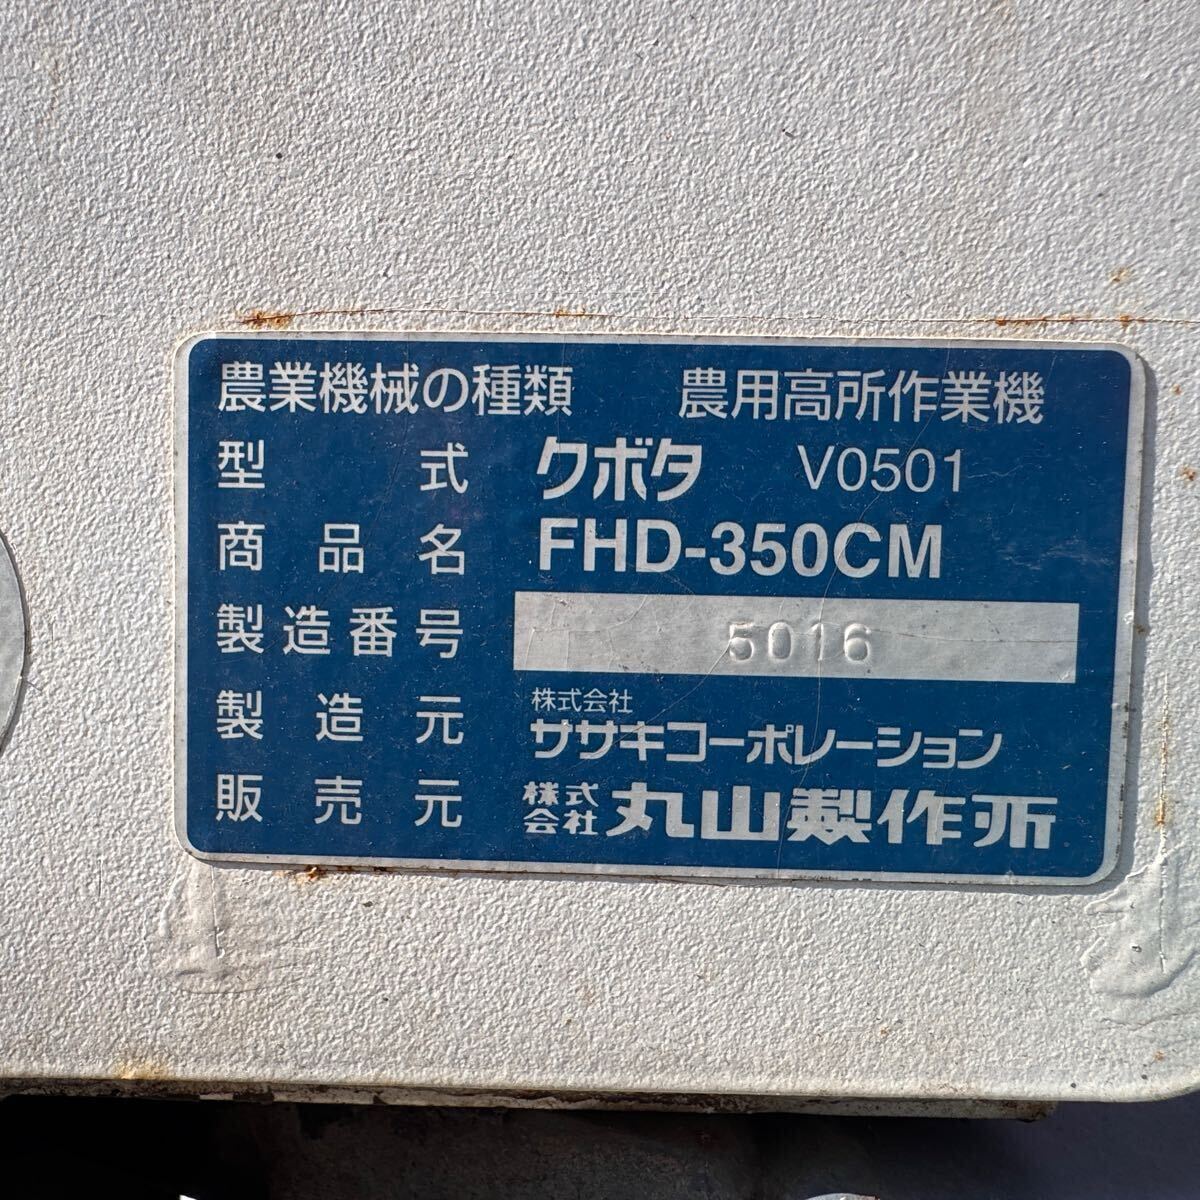 農業機械の種類 農用高所作業機
型式 クボタ V0501
商品名 FHD-350CM
製造番号 5016
製造元 株式会社 ササキコーポレーション
販売元 株式会社 丸山製作所